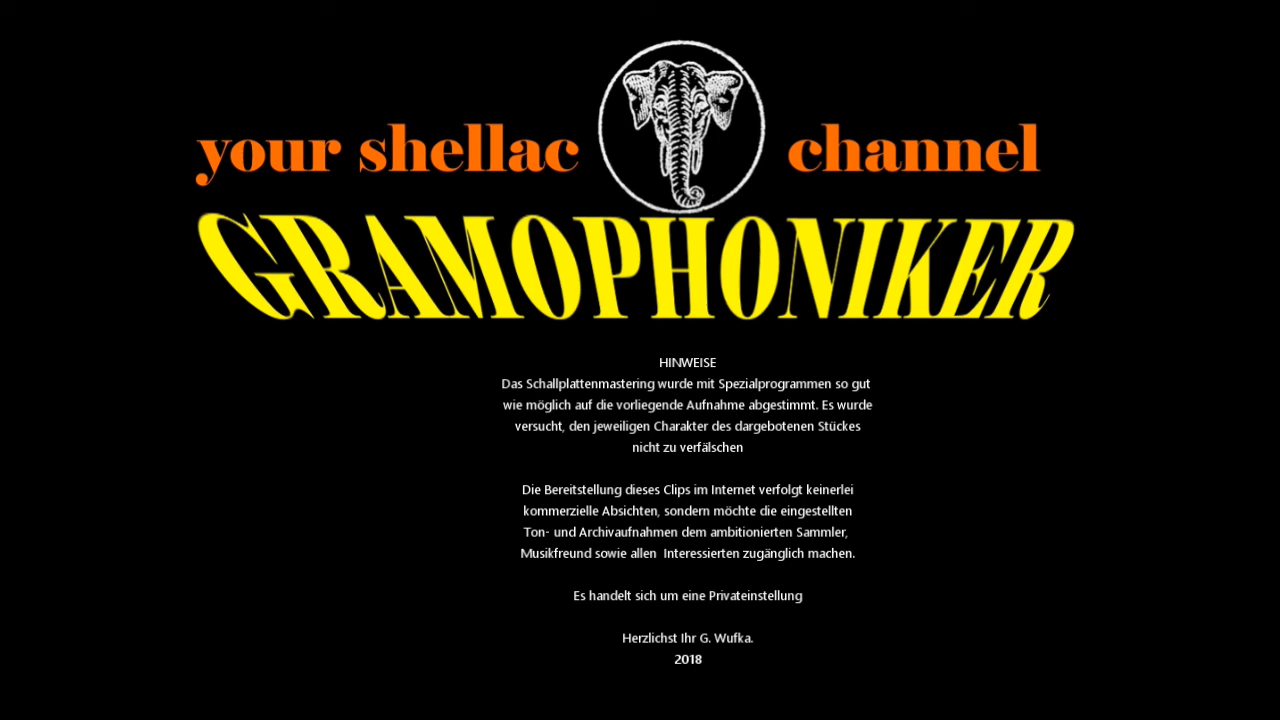 your shellac channel
GRAMOPHONIKER
HINWEISE
Das Schallplattenmastering wurde mit Spezialprogrammen so gut
wie möglich auf die vorliegende Aufnahme abgestimmt. Es wurde
versucht, den jeweiligen Charakter des dargebotenen Stückes
nicht zu verfälschen
Die Bereitstellung dieses Clips im Internet verfolgt keinerlei
kommerzielle Absichten, sondern möchte die eingestellten
Ton- und Archivaufnahmen dem ambitionierten Sammler,
Musikfreund sowie allen Interessierten zugänglich machen.
Es handelt sich um eine Privateinstellung
Herzlichst Ihr G. Wufka.
2018